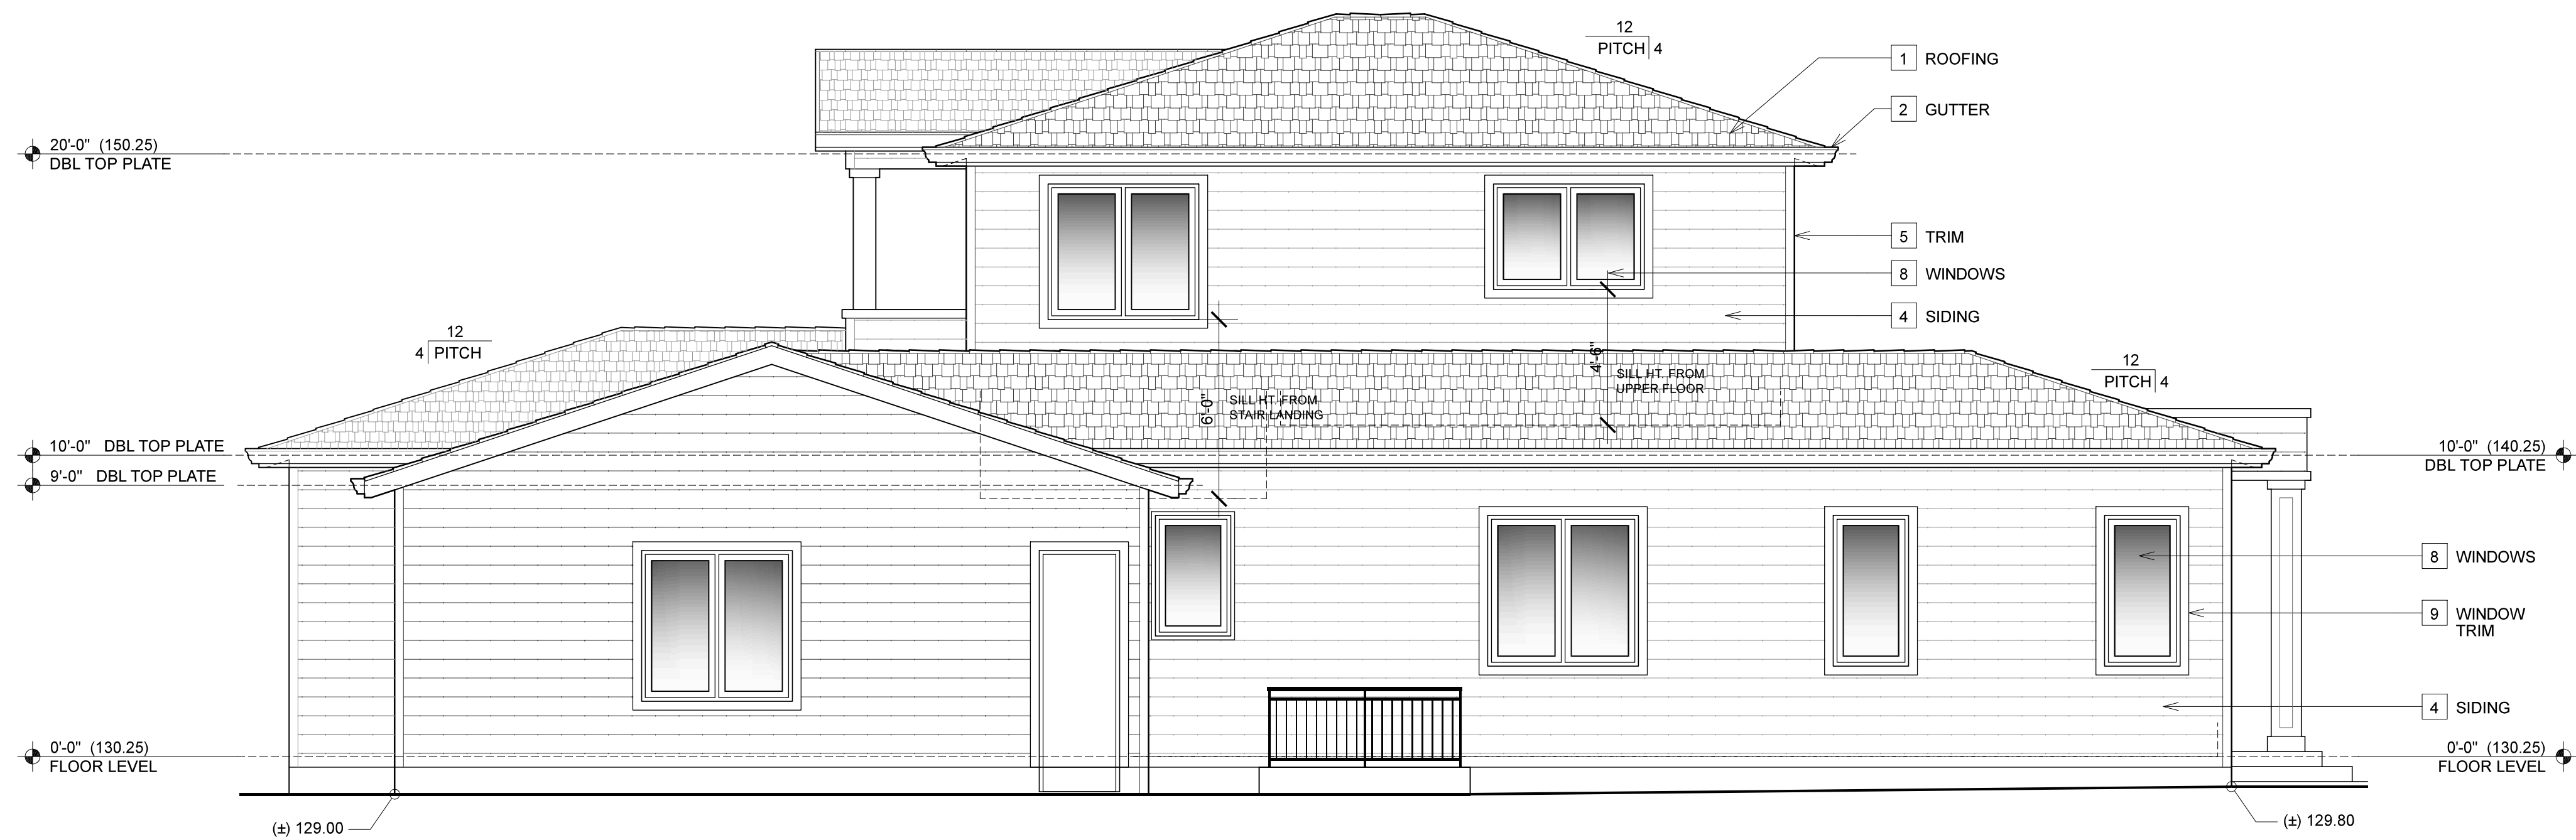 12
PITCH 4
1 ROOFING
2 GUTTER
20'-0" (150.25)
DBL TOP PLATE
5 TRIM
8 WINDOWS
4 SIDING
12
4 PITCH
12
PITCH 4
4'-6"
SILL HT. FROM
UPPER FLOOR
6'-0"
SILL HT. FROM
STAIR LANDING
10'-0" DBL TOP PLATE
9'-0" DBL TOP PLATE
10'-0" (140.25)
DBL TOP PLATE
8 WINDOWS
9 WINDOW
TRIM
4 SIDING
0'-0" (130.25)
FLOOR LEVEL
0'-0" (130.25)
FLOOR LEVEL
(±) 129.00
(±) 129.80